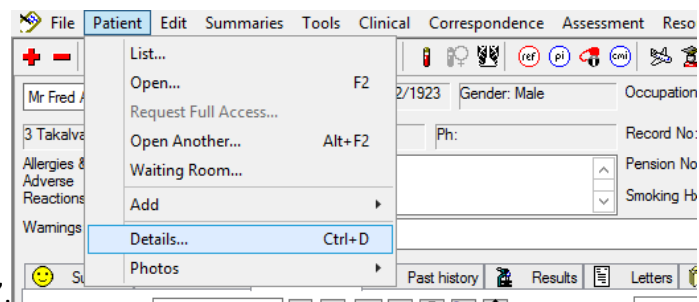 File Patient Edit Summaries Tools Clinical Correspondence Assessment
List...
Open... F2
Request Full Access...
Open Another... Alt+F2
Waiting Room...
Add
Details... Ctrl+D
Photos
ref pi cmi
Mr Fred 2/1923 Gender: Male Occupation
3 Takalva Ph: Record No:
Allergies & Pension No
Adverse
Reactions Smoking Hx
Warnings
Past history Results Letters